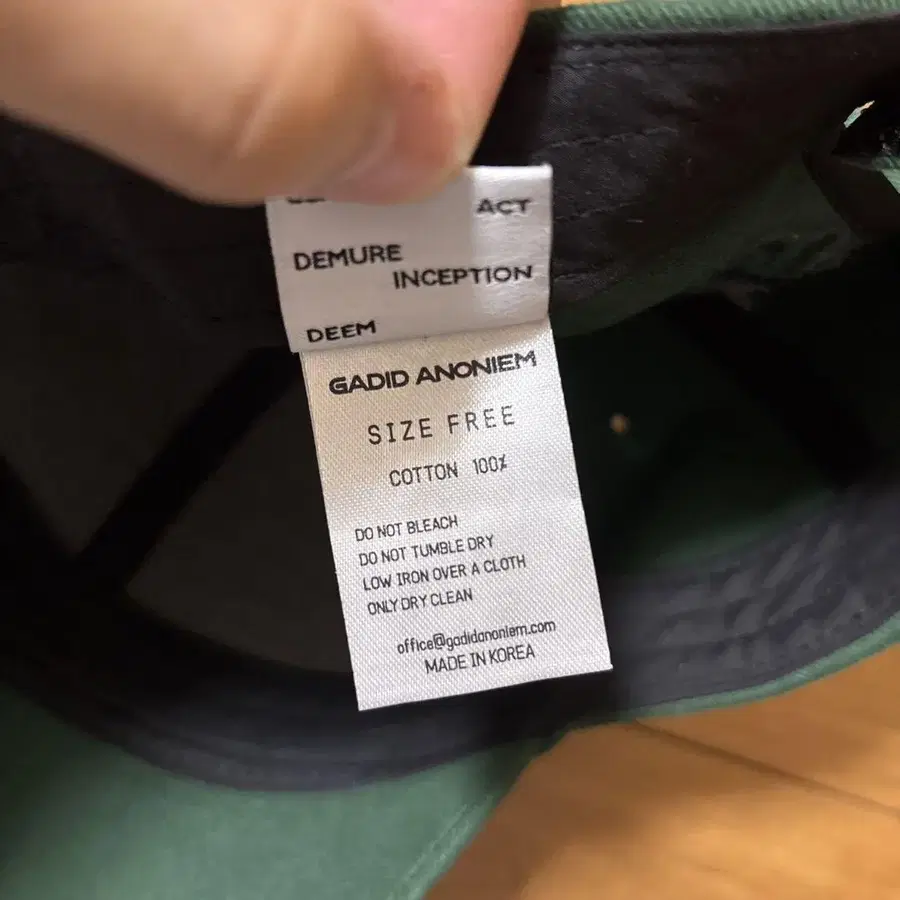 ACT
DEMURE
INCEPTION
DEEM
GADID ANONIEM
SIZE FREE
COTTON 100%
DO NOT BLEACH
DO NOT TUMBLE DRY
LOW IRON OVER A CLOTH
ONLY DRY CLEAN
office@gadidanoniem.com
MADE IN KOREA